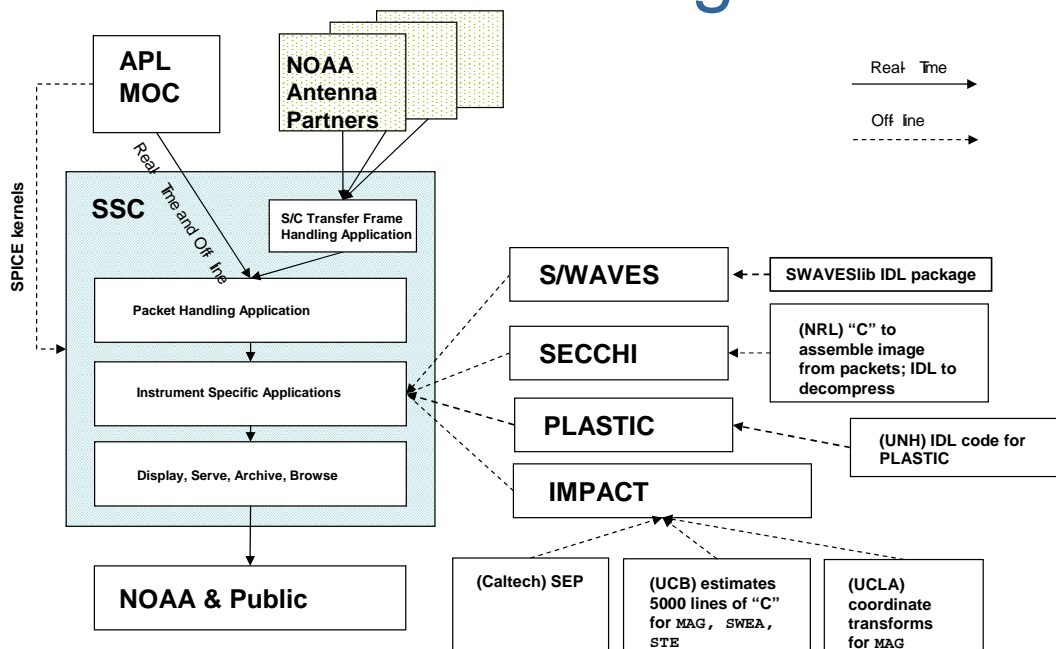 APL
MOC
NOAA
Antenna
Partners
Real-Time
Off-line
Real-Time and Off-line
SPICE kernels
SSC
S/C Transfer Frame
Handling Application
Packet Handling Application
Instrument Specific Applications
Display, Serve, Archive, Browse
NOAA & Public
S/WAVES
SWAVESlib IDL package
SECCHI
(NRL) “C” to
assemble image
from packets; IDL to
decompress
PLASTIC
(UNH) IDL code for
PLASTIC
IMPACT
(Caltech) SEP
(UCB) estimates
5000 lines of “C”
for MAG, SWEA,
STE
(UCLA)
coordinate
transforms
for MAG